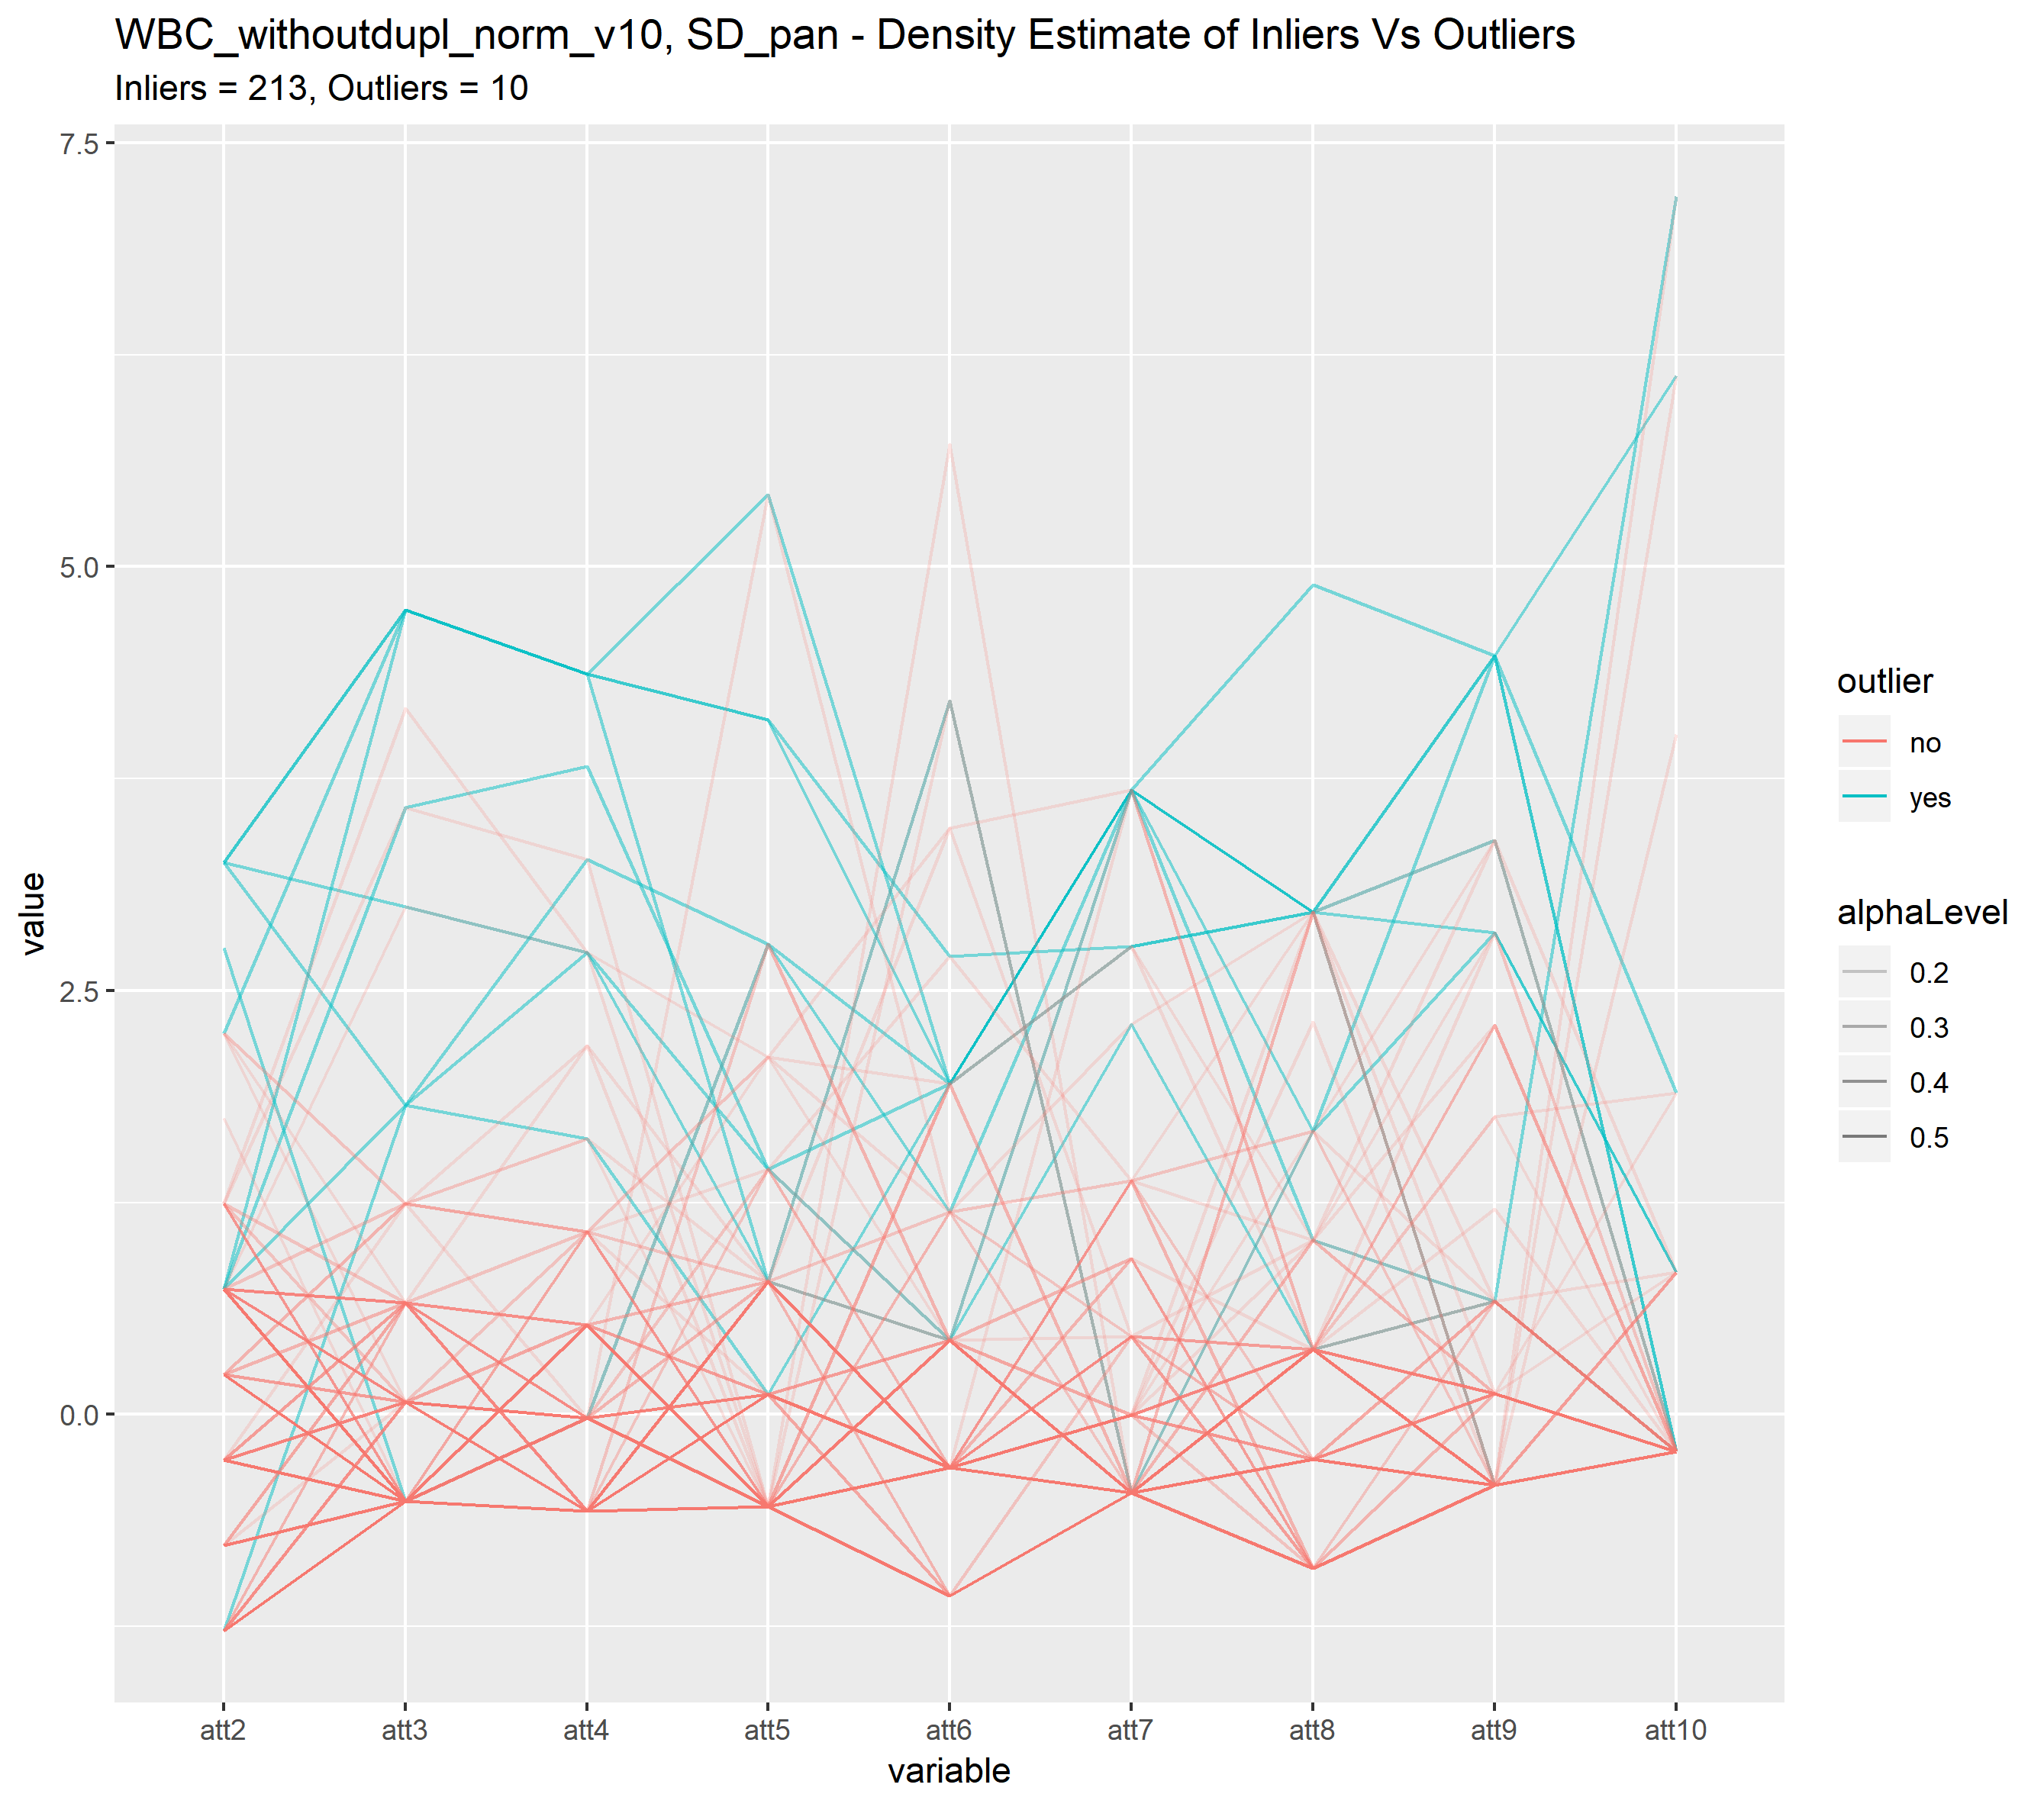 WBC_withoutdupl_norm_v10, SD_pan - Density Estimate of Inliers Vs Outliers
Inliers = 213, Outliers = 10
7.5
5.0
2.5
0.0
value
att2 att3 att4 att5 att6 att7 att8 att9 att10
variable
outlier
no
yes
alphaLevel
0.2
0.3
0.4
0.5